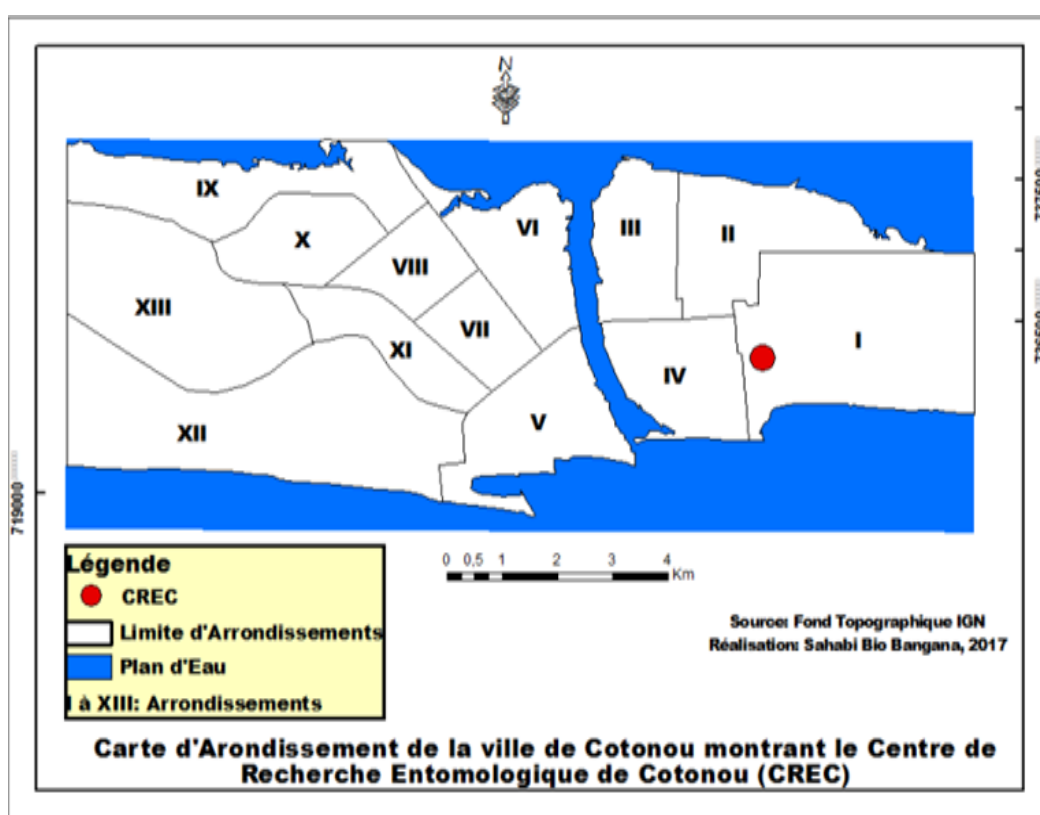 N
IX
X
VI
III
II
VIII
XIII
VII
XI
I
IV
XII
V
719000
Légende
CREC
Limite d'Arrondissements
Plan d'Eau
I à XIII: Arrondissements
0 0,5 1 2 3 4
Km
Source: Fond Topographique IGN
Réalisation: Sahabi Bio Bangana, 2017
Carte d'Arondissement de la ville de Cotonou montrant le Centre de
Recherche Entomologique de Cotonou (CREC)